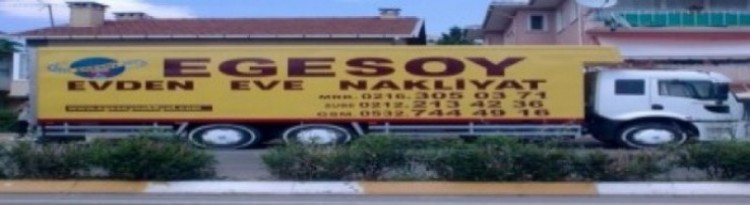 EGESOY
EVDEN EVE NAKLİYAT
MRK. 0216. 305 03 71
ŞUBE 0212. 213 42 36
GSM. 0532. 744 49 16